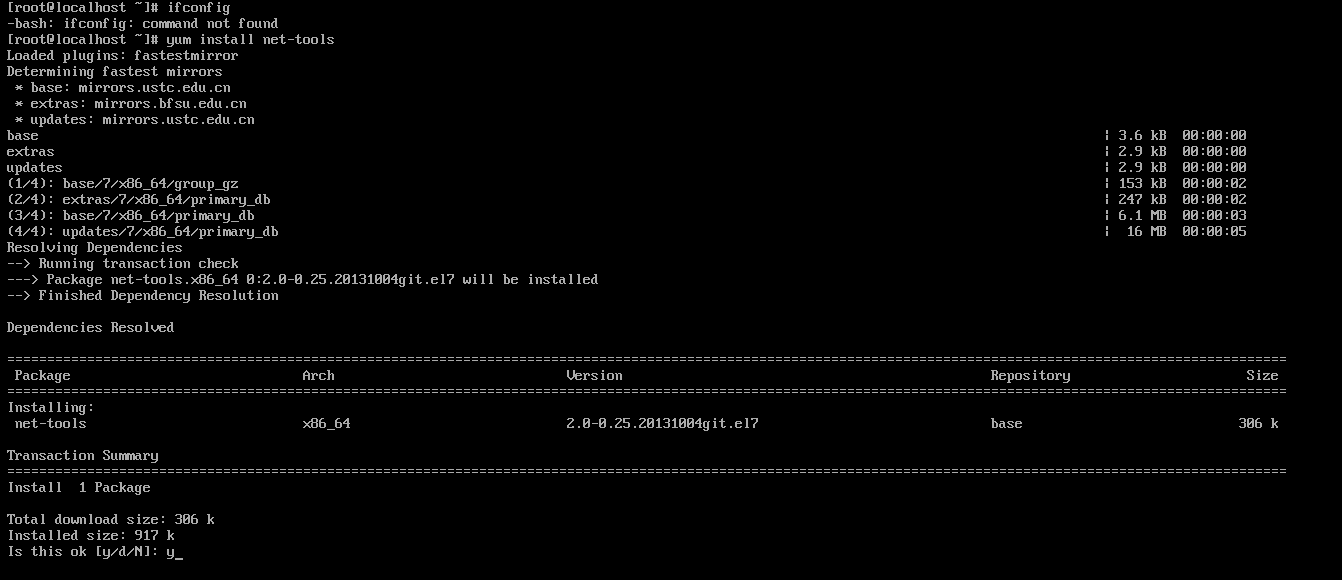 [root@localhost ~]# ifconfig
-bash: ifconfig: command not found
[root@localhost ~]# yum install net-tools
Loaded plugins: fastestmirror
Determining fastest mirrors
 * base: mirrors.ustc.edu.cn
 * extras: mirrors.bfsu.edu.cn
 * updates: mirrors.ustc.edu.cn
base | 3.6 kB 00:00:00
extras | 2.9 kB 00:00:00
updates | 2.9 kB 00:00:00
(1/4): base/7/x86_64/group_gz | 153 kB 00:00:02
(2/4): extras/7/x86_64/primary_db | 247 kB 00:00:02
(3/4): base/7/x86_64/primary_db | 6.1 MB 00:00:03
(4/4): updates/7/x86_64/primary_db | 16 MB 00:00:05
Resolving Dependencies
--> Running transaction check
---> Package net-tools.x86_64 0:2.0-0.25.20131004git.el7 will be installed
--> Finished Dependency Resolution
Dependencies Resolved
================================================================================
Package Arch Version Repository Size
================================================================================
Installing:
net-tools x86_64 2.0-0.25.20131004git.el7 base 306 k
Transaction Summary
================================================================================
Install  1 Package
Total download size: 306 k
Installed size: 917 k
Is this ok [y/d/N]: y_